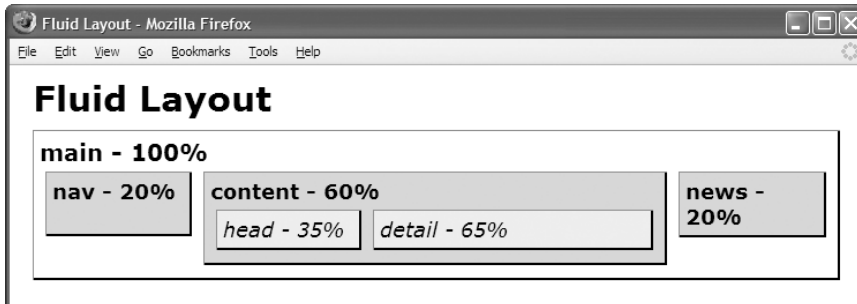 Fluid Layout - Mozilla Firefox
File Edit View Go Bookmarks Tools Help
Fluid Layout
main - 100%
nav - 20%
content - 60%
head - 35%
detail - 65%
news -
20%